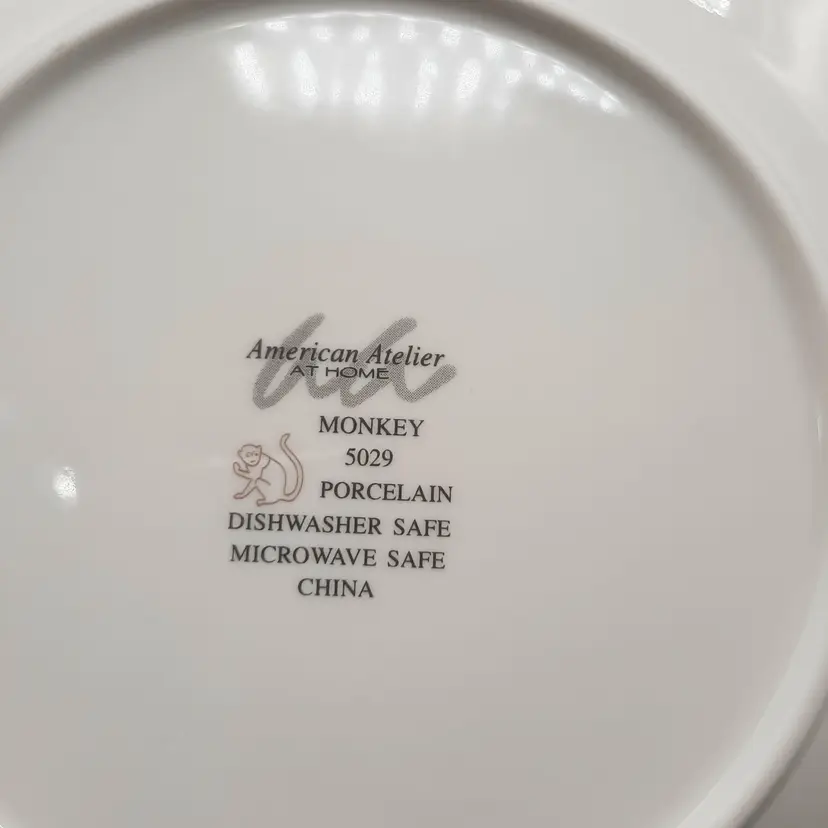 American Atelier
AT HOME
MONKEY
5029
PORCELAIN
DISHWASHER SAFE
MICROWAVE SAFE
CHINA